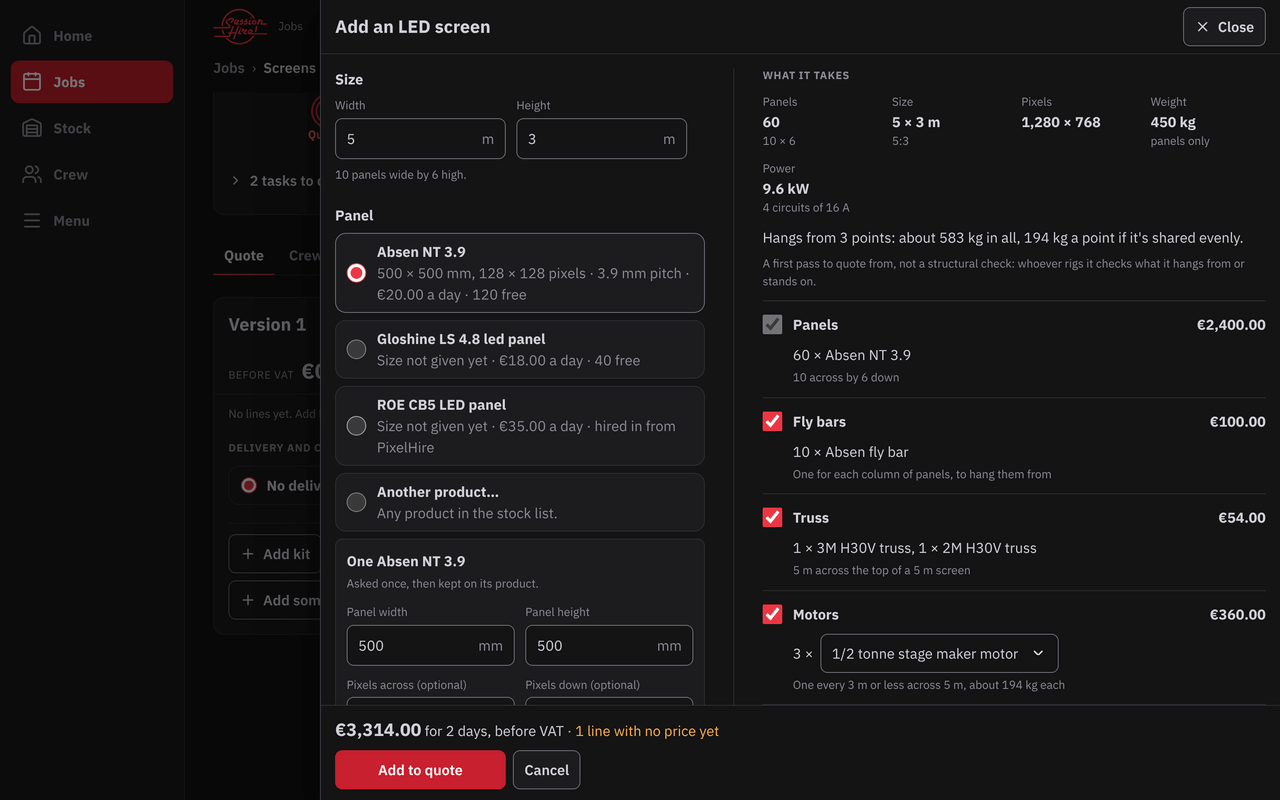 Home
Jobs
Stock
Crew
Menu
Session Hire!
Jobs
Jobs › Screens
Qu
2 tasks to d
Quote
Crew
Version 1
BEFORE VAT €0
No lines yet. Add
DELIVERY AND C
No deliv
+ Add kit
+ Add som
Add an LED screen
× Close
Size
Width
Height
5 m
3 m
10 panels wide by 6 high.
Panel
Absen NT 3.9
500 × 500 mm, 128 × 128 pixels · 3.9 mm pitch ·
€20.00 a day · 120 free
Gloshine LS 4.8 led panel
Size not given yet · €18.00 a day · 40 free
ROE CB5 LED panel
Size not given yet · €35.00 a day · hired in from
PixelHire
Another product...
Any product in the stock list.
One Absen NT 3.9
Asked once, then kept on its product.
Panel width
Panel height
500 mm
500 mm
Pixels across (optional)
Pixels down (optional)
WHAT IT TAKES
Panels
60
10 × 6
Size
5 × 3 m
5:3
Pixels
1,280 × 768
Weight
450 kg
panels only
Power
9.6 kW
4 circuits of 16 A
Hangs from 3 points: about 583 kg in all, 194 kg a point if it's shared evenly.
A first pass to quote from, not a structural check: whoever rigs it checks what it hangs from or
stands on.
Panels €2,400.00
60 × Absen NT 3.9
10 across by 6 down
Fly bars €100.00
10 × Absen fly bar
One for each column of panels, to hang them from
Truss €54.00
1 × 3M H30V truss, 1 × 2M H30V truss
5 m across the top of a 5 m screen
Motors €360.00
3 × 1/2 tonne stage maker motor
One every 3 m or less across 5 m, about 194 kg each
€3,314.00 for 2 days, before VAT · 1 line with no price yet
Add to quote
Cancel